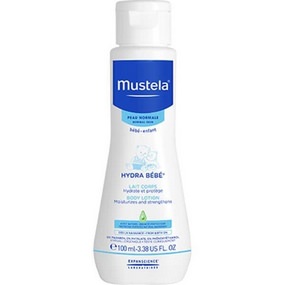 mustela®
PEAU NORMALE
NORMAL SKIN
Bébé-enfant
HYDRA BÉBÉ®
LAIT CORPS
Hydrate et protège
BODY LOTION
Moisturizes and strengthens
℮ 100 ml-3.38 US FL. OZ.
EXPANSCIENCE
LABORATOIRES